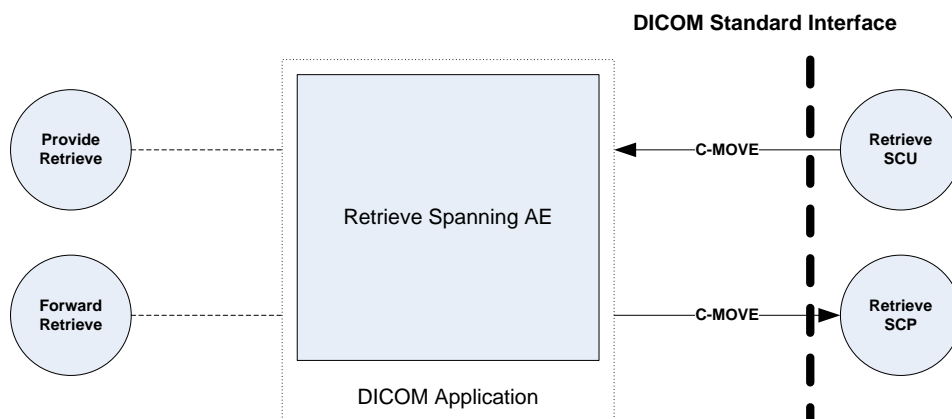 DICOM Standard Interface
Provide
Retrieve
C-MOVE
Retrieve
SCU
Retrieve Spanning AE
Forward
Retrieve
C-MOVE
Retrieve
SCP
DICOM Application